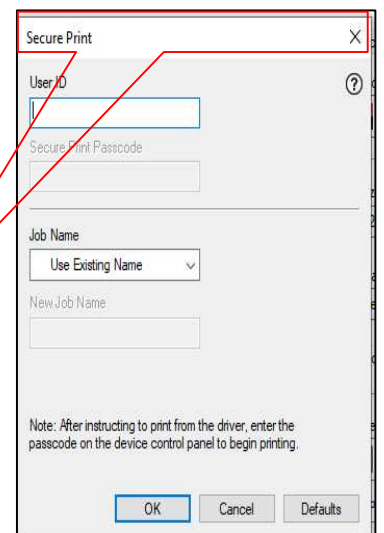 Secure Print
User ID
Secure Print Passcode
Job Name
Use Existing Name
New Job Name
Note: After instructing to print from the driver, enter the
passcode on the device control panel to begin printing.
OK Cancel Defaults